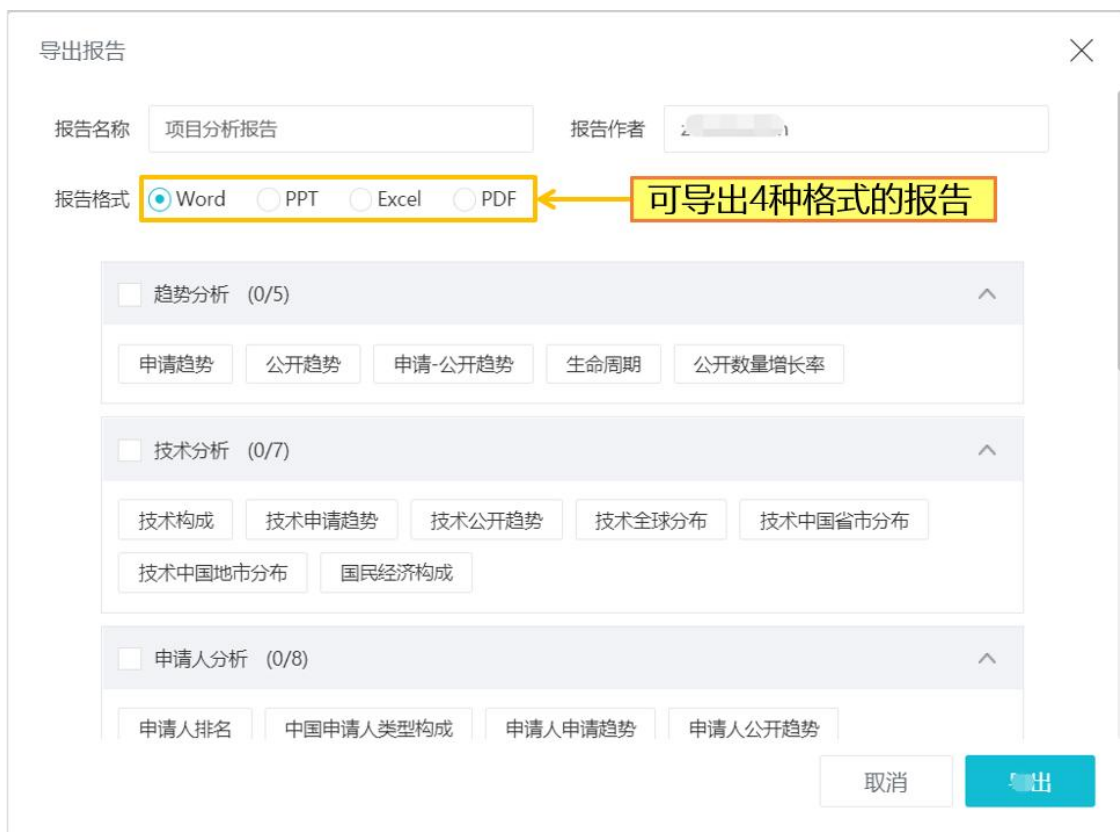 导出报告
报告名称 项目分析报告 报告作者
报告格式 Word PPT Excel PDF 可导出4种格式的报告
趋势分析 (0/5)
申请趋势 公开趋势 申请-公开趋势 生命周期 公开数量增长率
技术分析 (0/7)
技术构成 技术申请趋势 技术公开趋势 技术全球分布 技术中国省市分布
技术中国地市分布 国民经济构成
申请人分析 (0/8)
申请人排名 中国申请人类型构成 申请人申请趋势 申请人公开趋势
取消 出